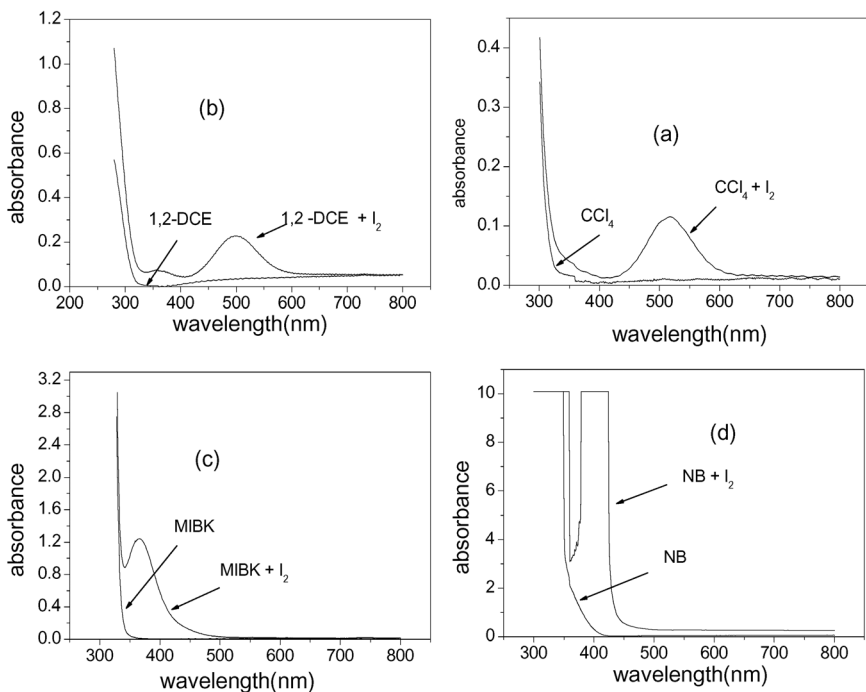 (b)
absorbance
1.2
1.0
0.8
0.6
0.4
0.2
0.0
1,2-DCE
1,2 -DCE + I₂
200 300 400 500 600 700 800
wavelength(nm)
(a)
absorbance
0.4
0.3
0.2
0.1
0.0
CCl₄
CCl₄ + I₂
300 400 500 600 700 800
wavelength(nm)
(c)
absorbance
3.2
2.8
2.4
2.0
1.6
1.2
0.8
0.4
0.0
MIBK
MIBK + I₂
300 400 500 600 700 800
wavelength(nm)
(d)
absorbance
10
8
6
4
2
0
NB + I₂
NB
300 400 500 600 700 800
wavelength(nm)